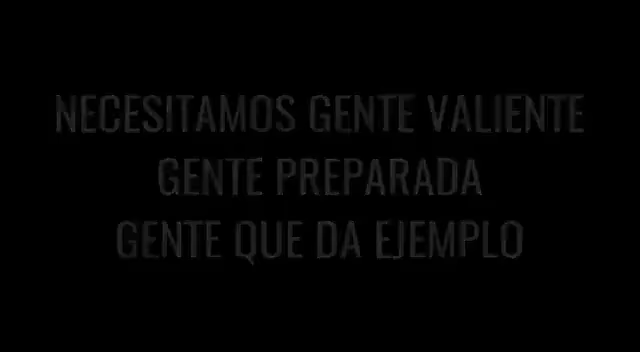 NECESITAMOS GENTE VALIENTE
GENTE PREPARADA
GENTE QUE DA EJEMPLO